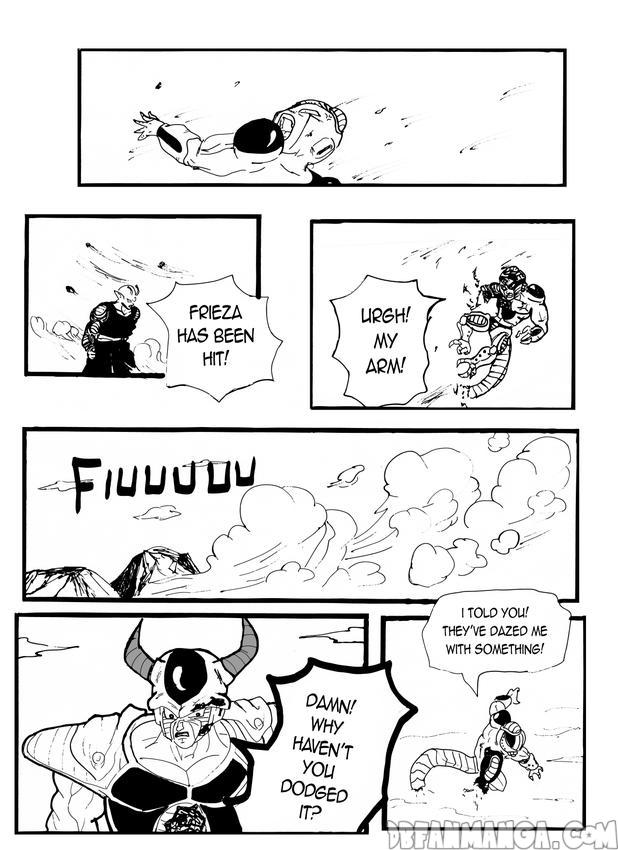 FRIEZA
HAS BEEN
HIT!
URGH!
MY
ARM!
FIUUUUU
I TOLD YOU!
THEY'VE DAZED ME
WITH SOMETHING!
DAMN!
WHY
HAVEN'T
YOU
DODGED
IT?
DBFANMANGA.COM